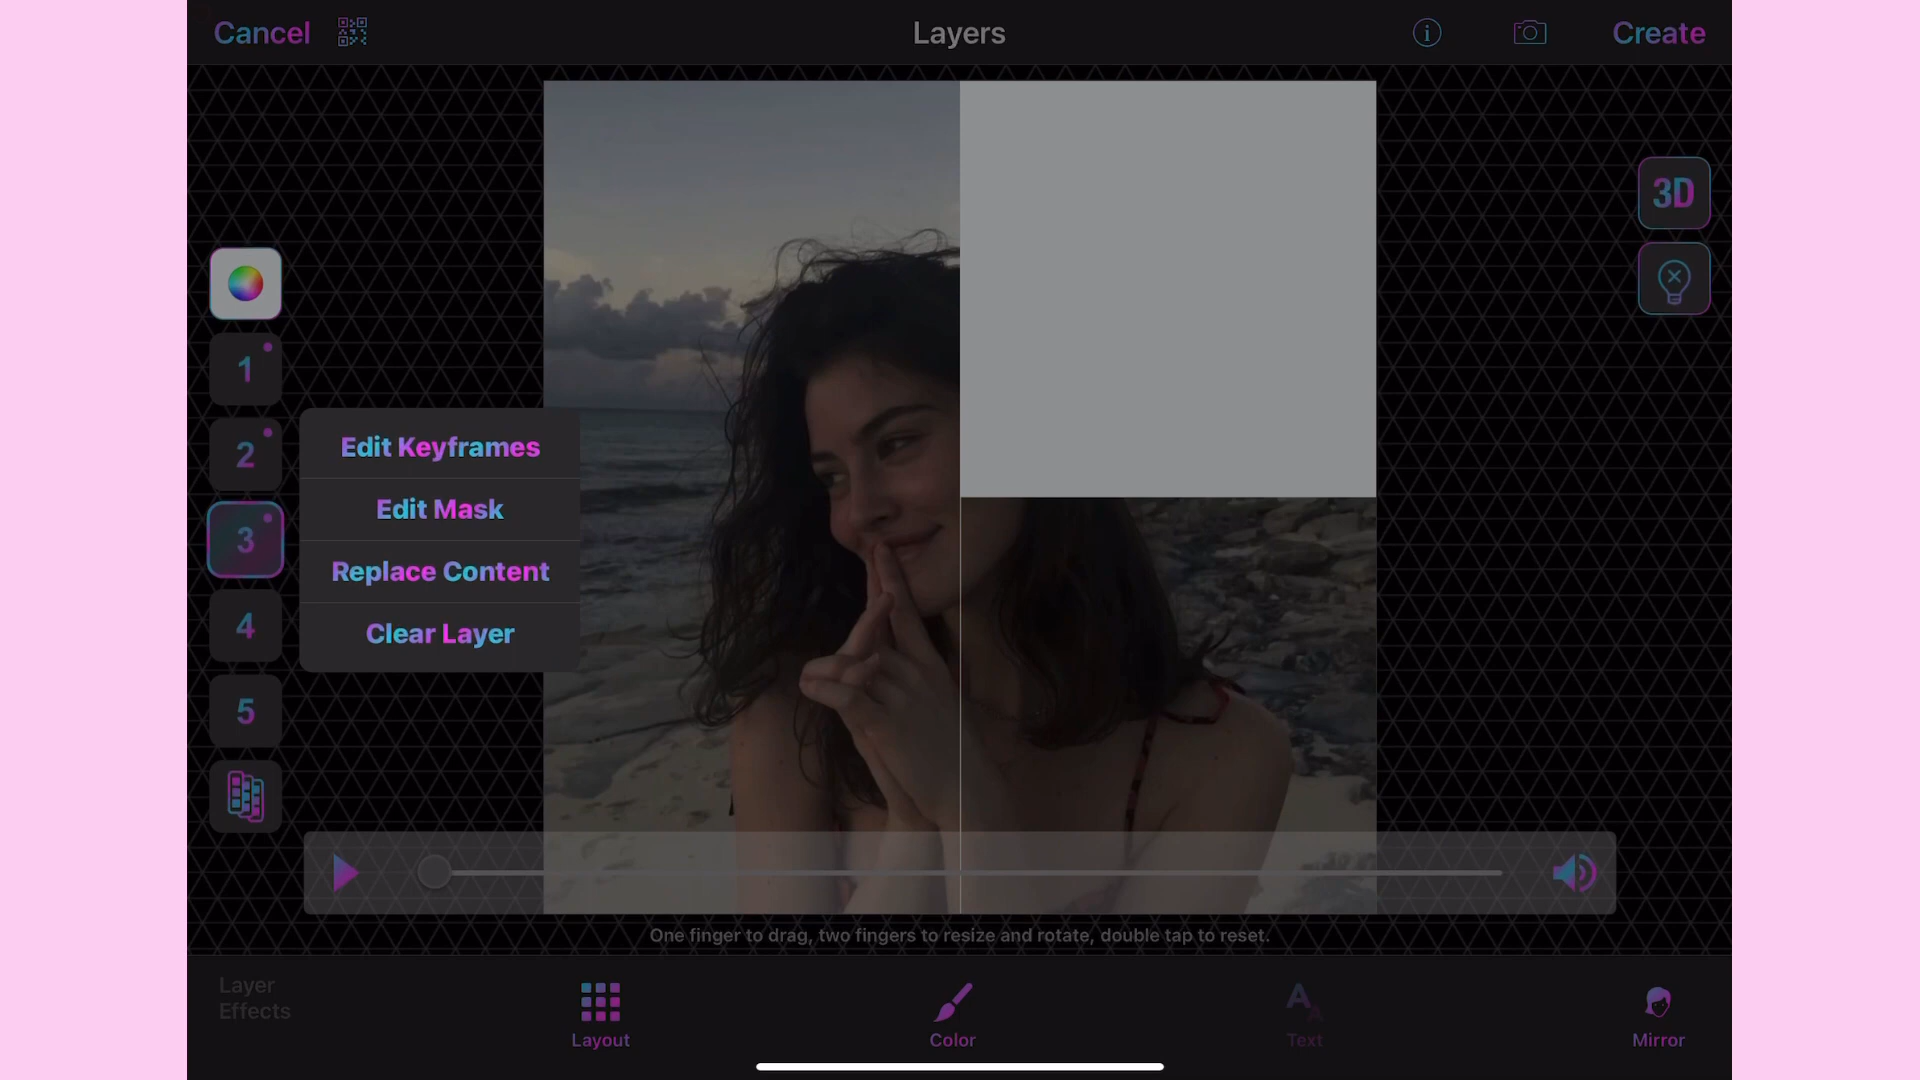 Cancel
Layers
Create
3D
1
2
3
4
5
Edit Keyframes
Edit Mask
Replace Content
Clear Layer
One finger to drag, two fingers to resize and rotate, double tap to reset.
Layer
Effects
Layout
Color
Text
Mirror